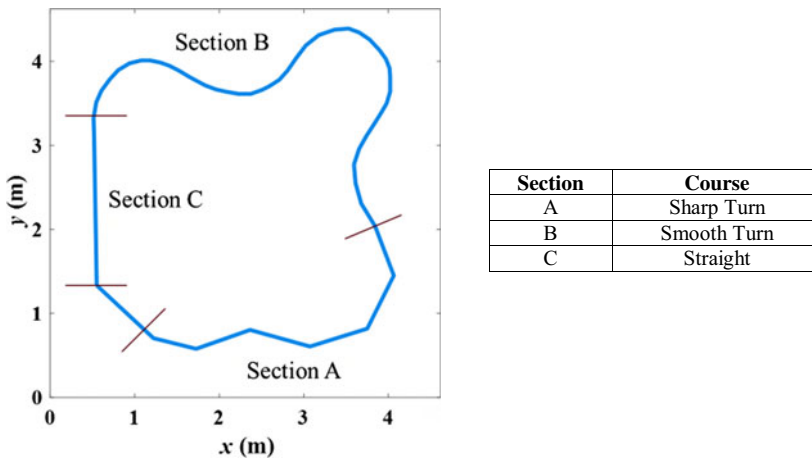 Section B
Section C
Section A
4
3
2
1
0
0 1 2 3 4
y (m)
x (m)
Section Course
A Sharp Turn
B Smooth Turn
C Straight